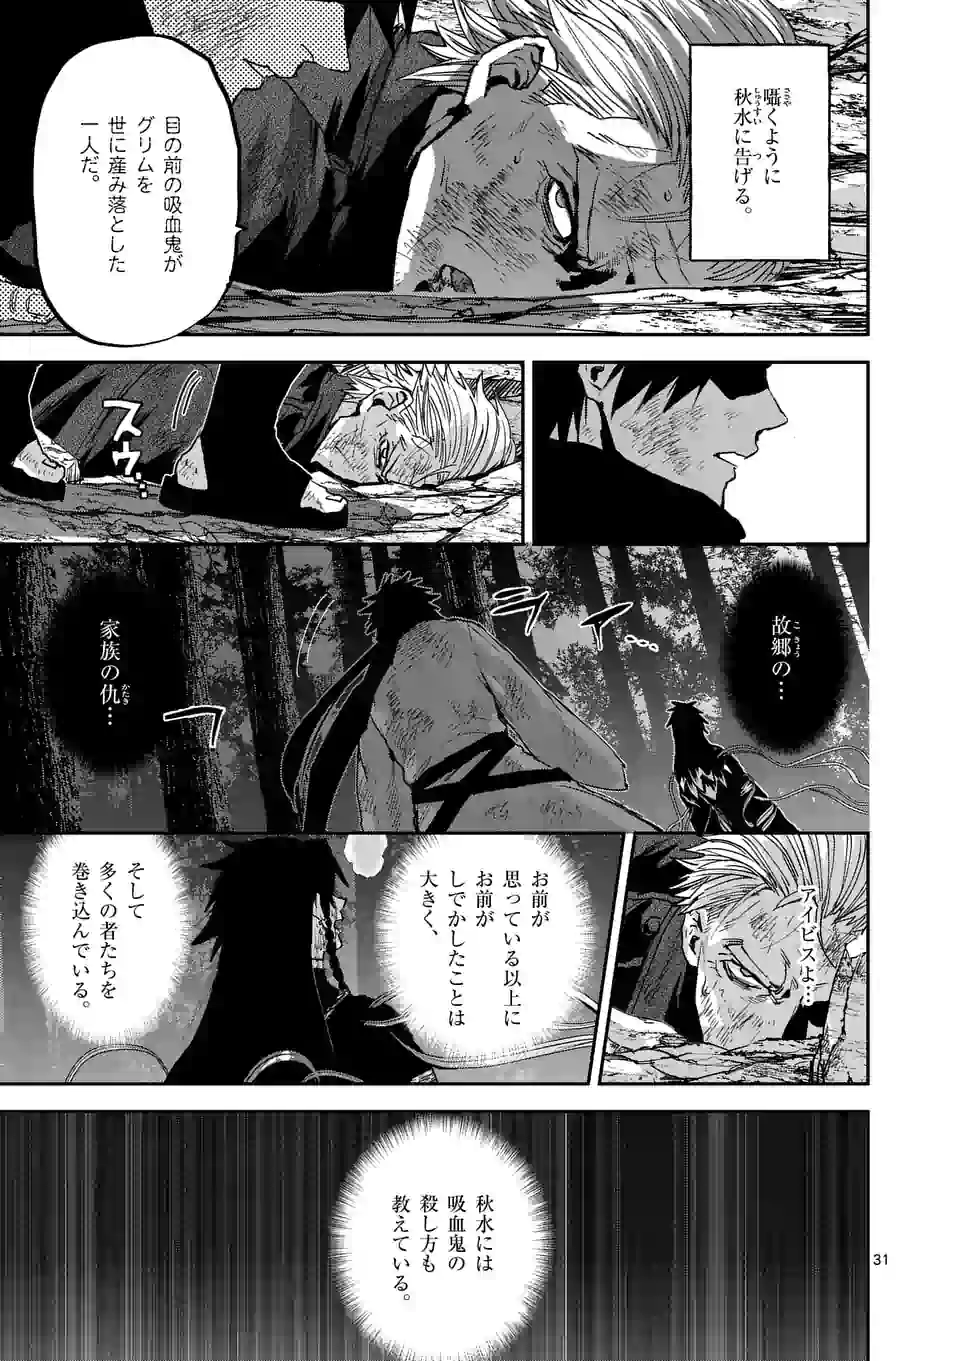 囁くように
秋水に告げる。
目の前の吸血鬼が
グリムを
世に産み落とした
一人だ。
スゥ…
故郷の…
家族の仇…
アイビスよ…
お前が
思っている以上に
お前が
しでかしたことは
大きく、
そして
多くの者たちを
巻き込んでいる。
秋水には
吸血鬼の
殺し方も
教えている。
31